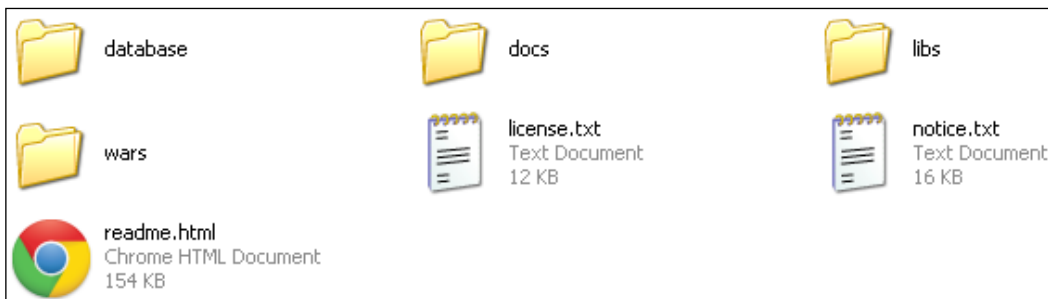 database
docs
libs
wars
license.txt
Text Document
12 KB
notice.txt
Text Document
16 KB
readme.html
Chrome HTML Document
154 KB